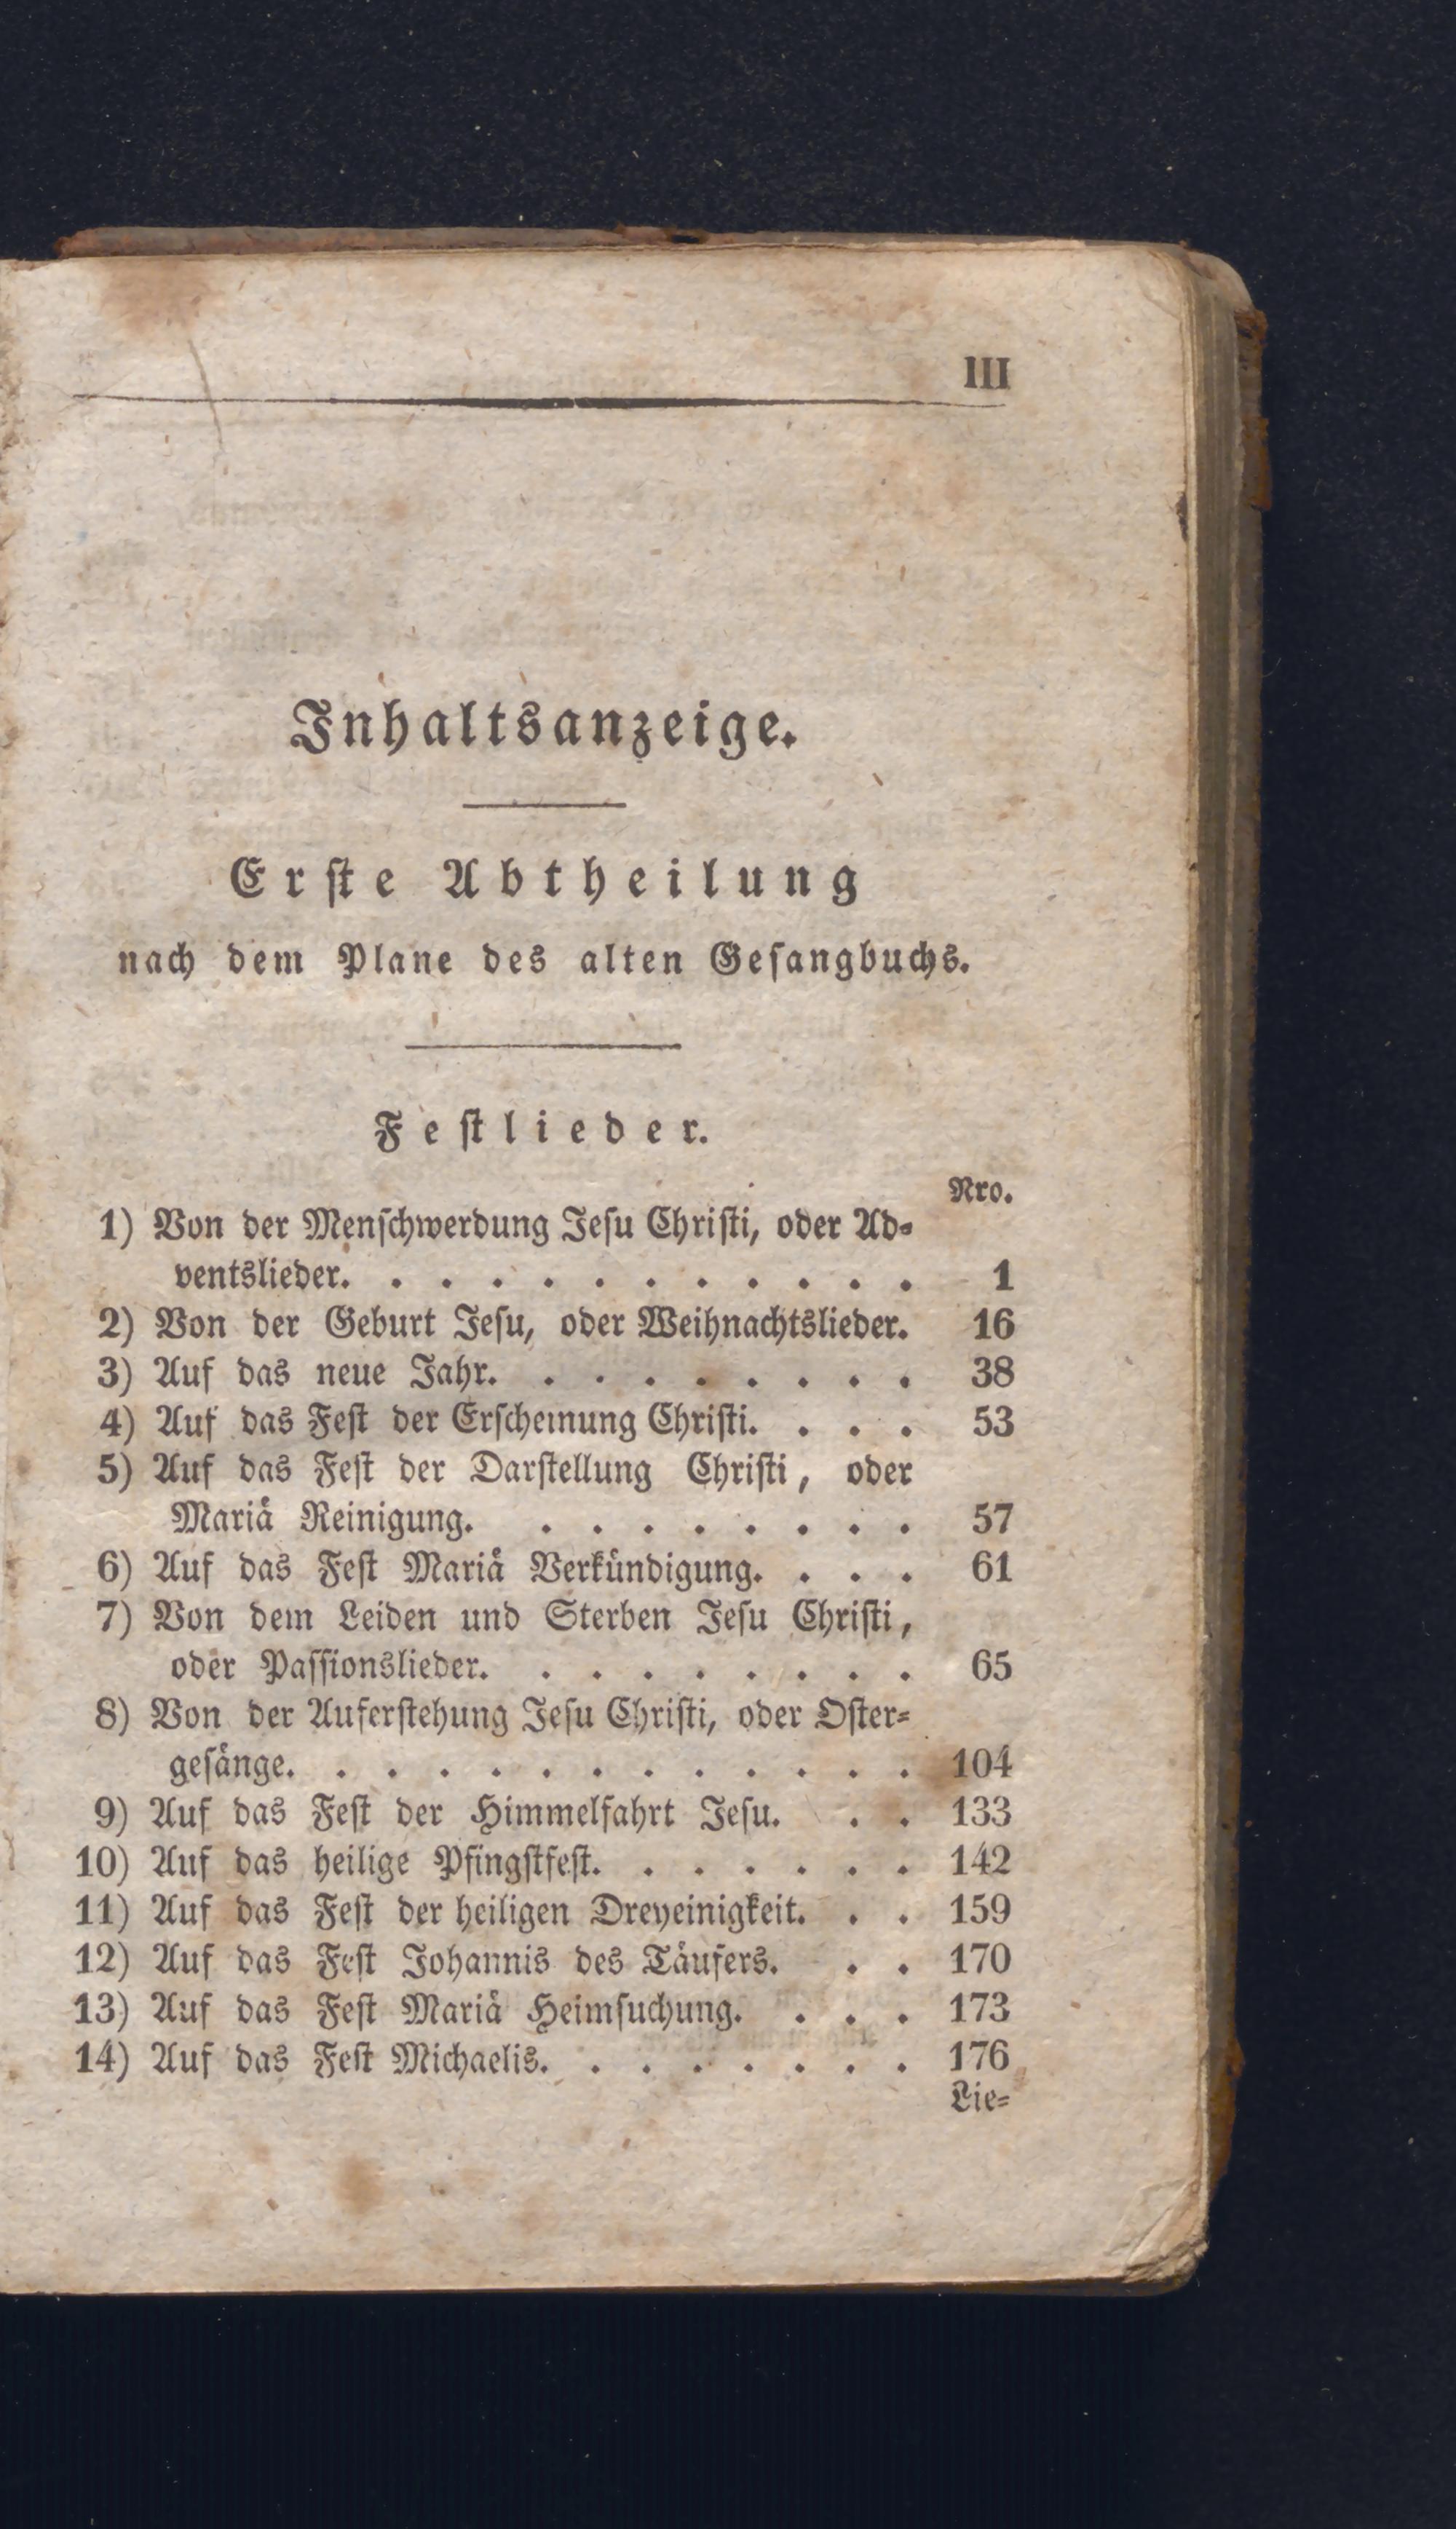 III
Inhaltsanzeige.
Erſte Abtheilung
nach dem Plane des alten Geſangbuchs.
Feſtlieder.
Nro.
1) Von der Menſchwerdung Jeſu Chriſti, oder Ad-
ventslieder. . . . . . . . . . . . 1
2) Von der Geburt Jeſu, oder Weihnachtslieder. 16
3) Auf das neue Jahr. . . . . . . . . 38
4) Auf das Feſt der Erſcheinung Chriſti. . . . 53
5) Auf das Feſt der Darſtellung Chriſti, oder
Mariä Reinigung. . . . . . . . . 57
6) Auf das Feſt Mariä Verkündigung. . . . 61
7) Von dem Leiden und Sterben Jeſu Chriſti,
oder Paſſionslieder. . . . . . . . . 65
8) Von der Auferſtehung Jeſu Chriſti, oder Oſter-
geſänge. . . . . . . . . . . . . 104
9) Auf das Feſt der Himmelfahrt Jeſu. . . 133
10) Auf das heilige Pfingſtfeſt. . . . . . . 142
11) Auf das Feſt der heiligen Dreyeinigkeit. . . 159
12) Auf das Feſt Johannis des Täufers. . . 170
13) Auf das Feſt Mariä Heimſuchung. . . . 173
14) Auf das Feſt Michaelis. . . . . . . . 176
Lie-